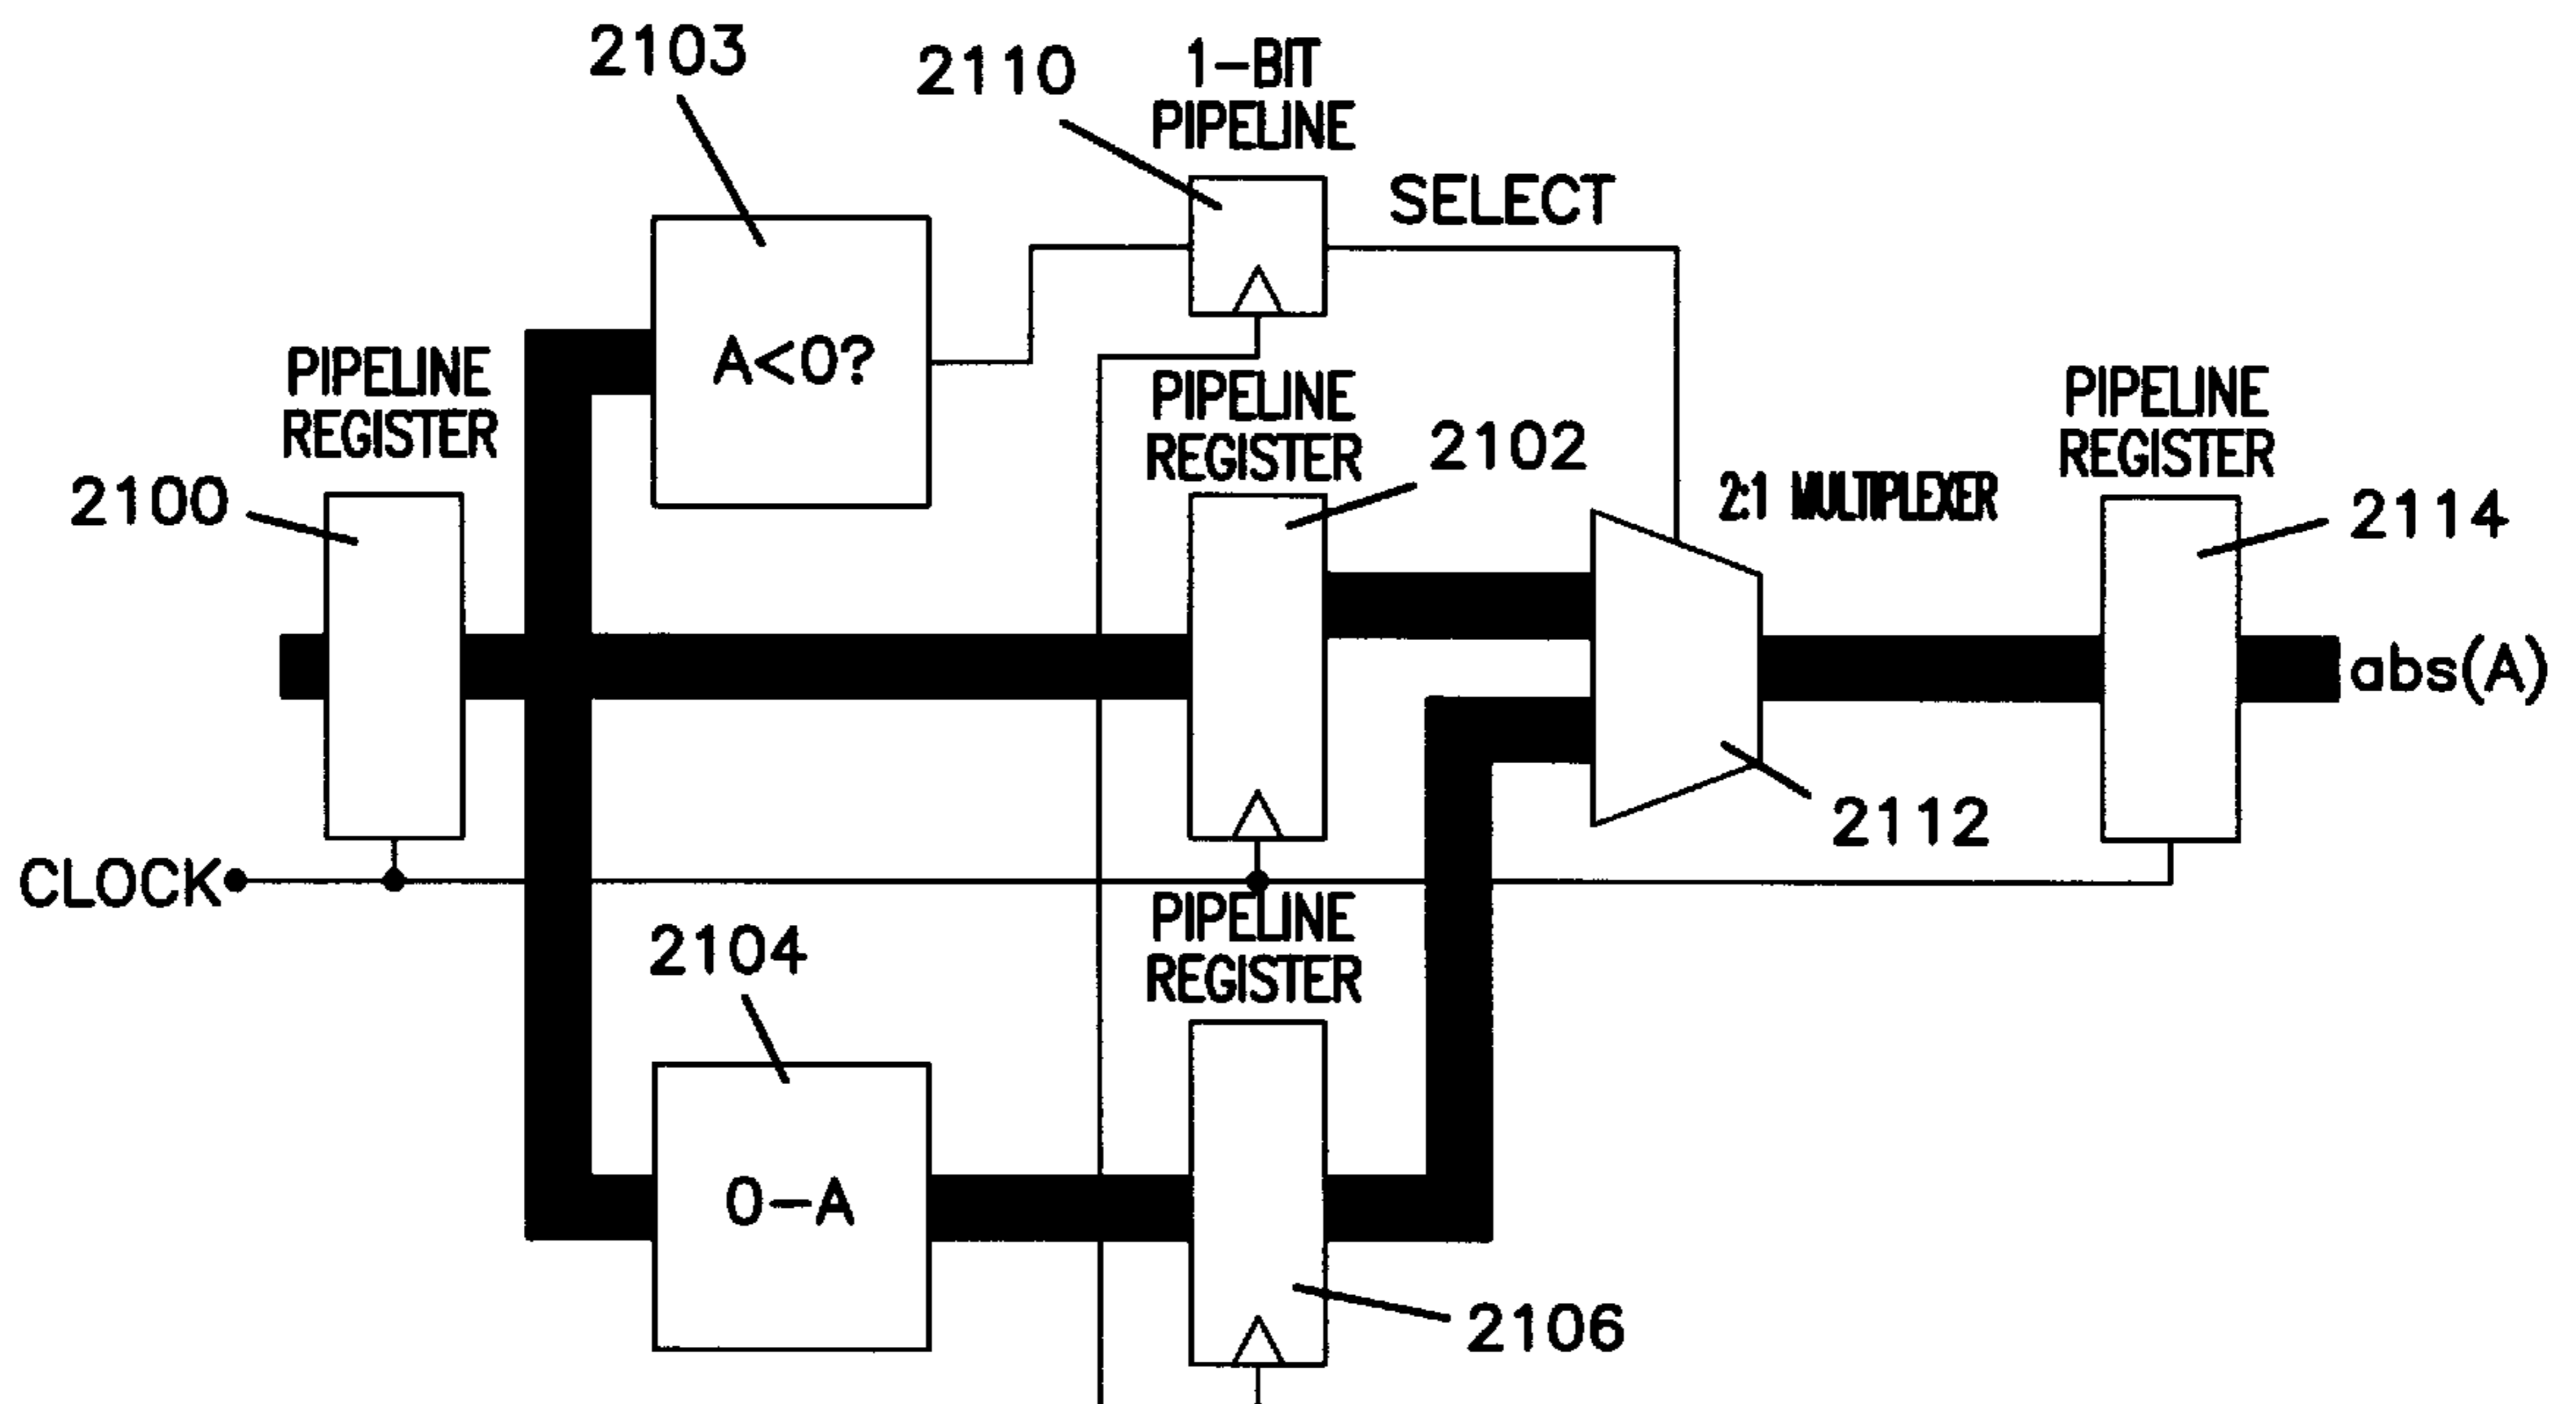 2103
2110
1-BIT
PIPELINE
SELECT
A<0?
PIPELINE
REGISTER
2100
PIPELINE
REGISTER
2102
2:1 MULTIPLEXER
PIPELINE
REGISTER
2114
abs(A)
2112
CLOCK
PIPELINE
REGISTER
2104
0-A
2106